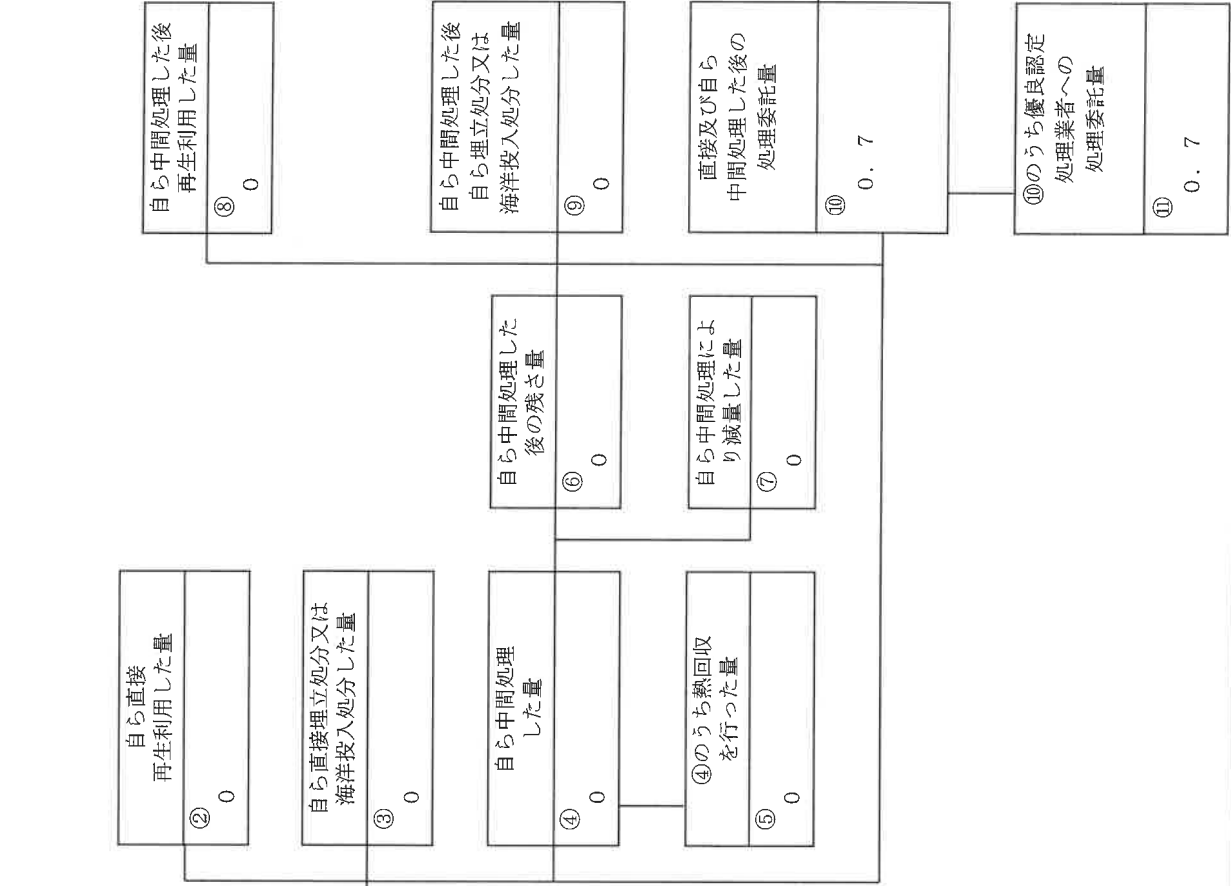 自ら直接
再生利用した量
②
0
自ら直接埋立処分又は
海洋投入処分した量
③
0
自ら中間処理
した量
④
0
④のうち熱回収
を行った量
⑤
0
自ら中間処理した
後の残さ量
⑥
0
自ら中間処理によ
り減量した量
⑦
0
自ら中間処理した後
再生利用した量
⑧
0
自ら中間処理した後
自ら埋立処分又は
海洋投入処分した量
⑨
0
直接及び自ら
中間処理した後の
処理委託量
⑩
0.7
⑩のうち優良認定
処理業者への
処理委託量
⑪
0.7